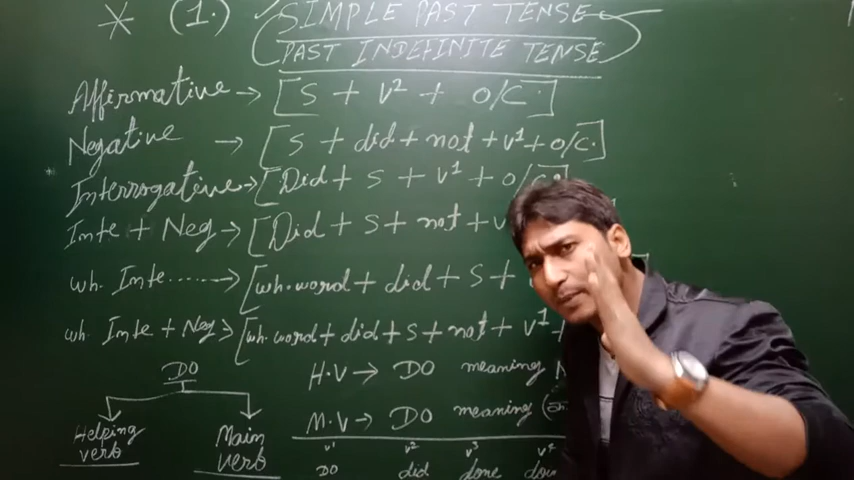 * (1.) SIMPLE PAST TENSE
PAST INDEFINITE TENSE
Affirmative → [S + V² + O/C.]
Negative → [S + did + not + V¹ + O/C.]
Interrogative → [Did + S + V¹ + O/C.]
Inte + Neg → [Did + S + not + V
wh. Inte........→ [wh.word + did + S +
wh. Inte + Neg → [wh.word + did + S + not + V¹ +
DO
H.V → DO meaning
M.V → DO meaning
Helping verb
Main verb
V¹ V² V³ V⁴
DO did done